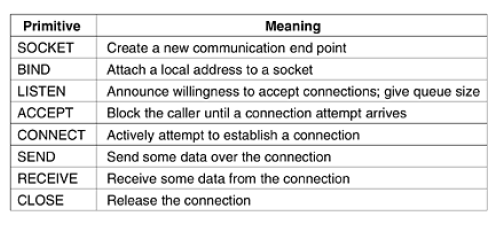 Primitive Meaning
SOCKET Create a new communication end point
BIND Attach a local address to a socket
LISTEN Announce willingness to accept connections; give queue size
ACCEPT Block the caller until a connection attempt arrives
CONNECT Actively attempt to establish a connection
SEND Send some data over the connection
RECEIVE Receive some data from the connection
CLOSE Release the connection